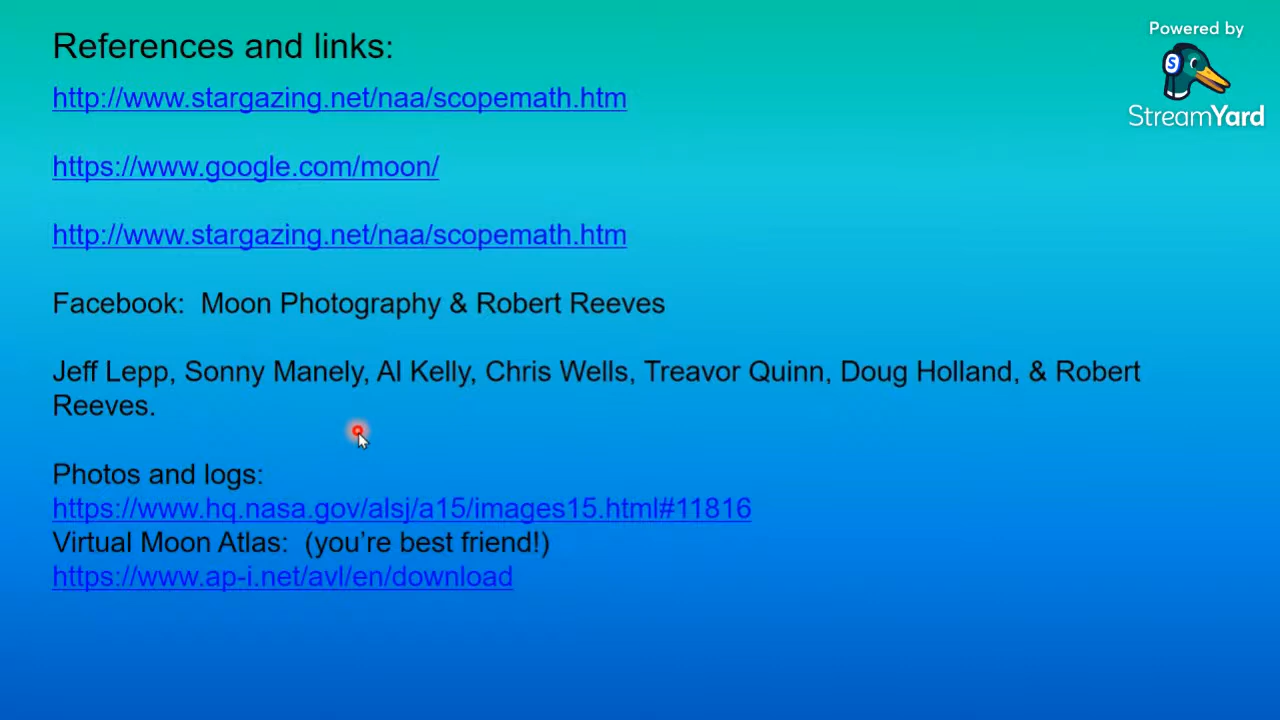 References and links:
Powered by
StreamYard
http://www.stargazing.net/naa/scopemath.htm
https://www.google.com/moon/
http://www.stargazing.net/naa/scopemath.htm
Facebook:  Moon Photography & Robert Reeves
Jeff Lepp, Sonny Manely, Al Kelly, Chris Wells, Treavor Quinn, Doug Holland, & Robert
Reeves.
Photos and logs:
https://www.hq.nasa.gov/alsj/a15/images15.html#11816
Virtual Moon Atlas:  (you’re best friend!)
https://www.ap-i.net/avl/en/download